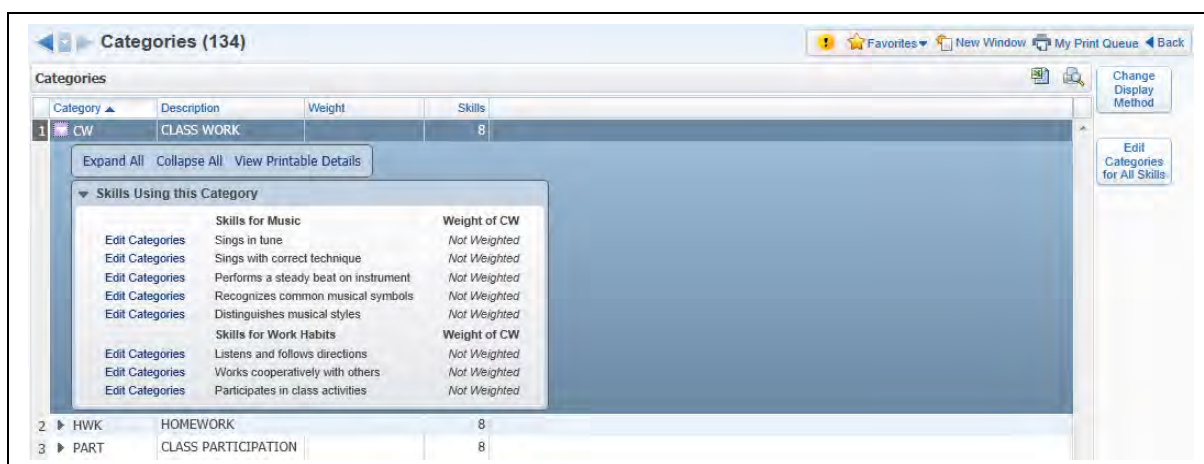 Categories (134)
! Favorites New Window My Print Queue Back
Categories
Change
Display
Method
Category Description Weight Skills
1 CW CLASS WORK 8
Edit
Categories
for All Skills
Expand All Collapse All View Printable Details
Skills Using this Category
Skills for Music Weight of CW
Edit Categories Sings in tune Not Weighted
Edit Categories Sings with correct technique Not Weighted
Edit Categories Performs a steady beat on instrument Not Weighted
Edit Categories Recognizes common musical symbols Not Weighted
Edit Categories Distinguishes musical styles Not Weighted
Skills for Work Habits Weight of CW
Edit Categories Listens and follows directions Not Weighted
Edit Categories Works cooperatively with others Not Weighted
Edit Categories Participates in class activities Not Weighted
2 HWK HOMEWORK 8
3 PART CLASS PARTICIPATION 8